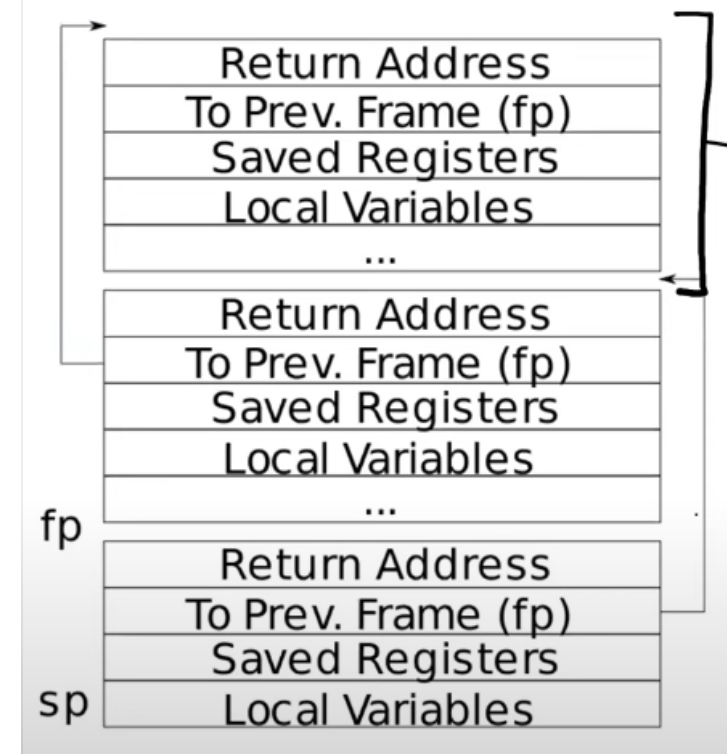 Return Address
To Prev. Frame (fp)
Saved Registers
Local Variables
...
Return Address
To Prev. Frame (fp)
Saved Registers
Local Variables
...
fp
Return Address
To Prev. Frame (fp)
Saved Registers
sp
Local Variables